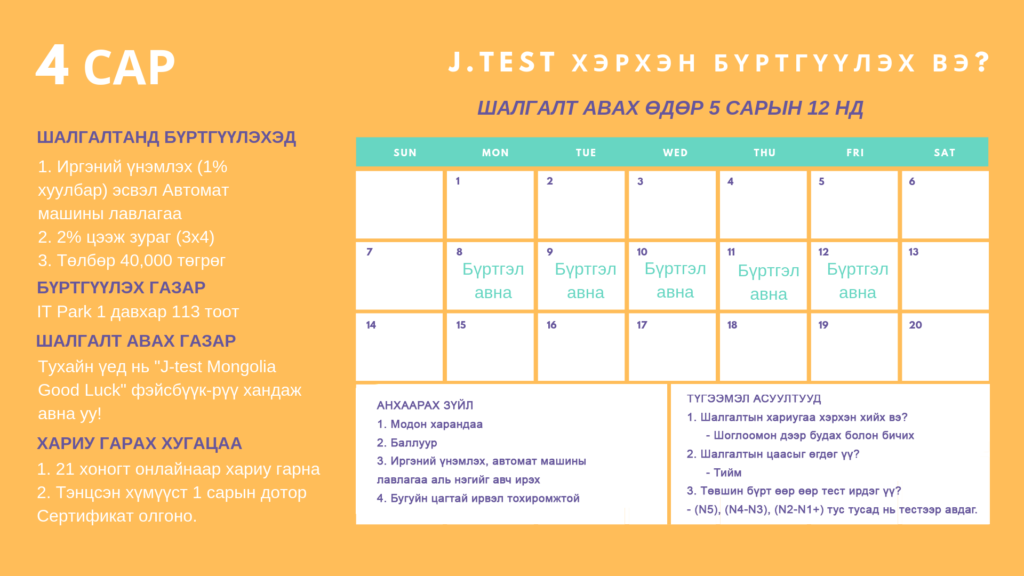 4 САР
J.TEST ХЭРХЭН БҮРТГҮҮЛЭХ ВЭ?
ШАЛГАЛТ АВАХ ӨДӨР 5 САРЫН 12 НД
ШАЛГАЛТАНД БҮРТГҮҮЛЭХЭД
1. Иргэний үнэмлэх (1%
хуулбар) эсвэл Автомат
машины лавлагаа
2. 2% цээж зураг (3х4)
3. Төлбөр 40,000 төгрөг
БҮРТГҮҮЛЭХ ГАЗАР
IT Park 1 давхар 113 тоот
ШАЛГАЛТ АВАХ ГАЗАР
Тухайн үед нь "J-test Mongolia
Good Luck" фэйсбүүк-рүү хандаж
авна уу!
ХАРИУ ГАРАХ ХУГАЦАА
1. 21 хоногт онлайнаар хариу гарна
2. Тэнцсэн хүмүүст 1 сарын дотор
Сертификат олгоно.
SUN MON TUE WED THU FRI SAT
1 2 3 4 5 6
7 8 9 10 11 12 13
Бүртгэл Бүртгэл Бүртгэл Бүртгэл Бүртгэл
авна авна авна авна авна
14 15 16 17 18 19 20
АНХААРАХ ЗҮЙЛ
1. Модон харандаа
2. Баллуур
3. Иргэний үнэмлэх, автомат машины
лавлагаа аль нэгийг авч ирэх
4. Бугуйн цагтай ирвэл тохиромжтой
ТҮГЭЭМЭЛ АСУУЛТУУД
1. Шалгалтын хариугаа хэрхэн хийх вэ?
- Шоглоомон дээр будах болон бичих
2. Шалгалтын цаасыг өгдөг үү?
- Тийм
3. Төвшин бүрт өөр өөр тест ирдэг үү?
- (N5), (N4-N3), (N2-N1+) тус тусад нь тестээр авдаг.